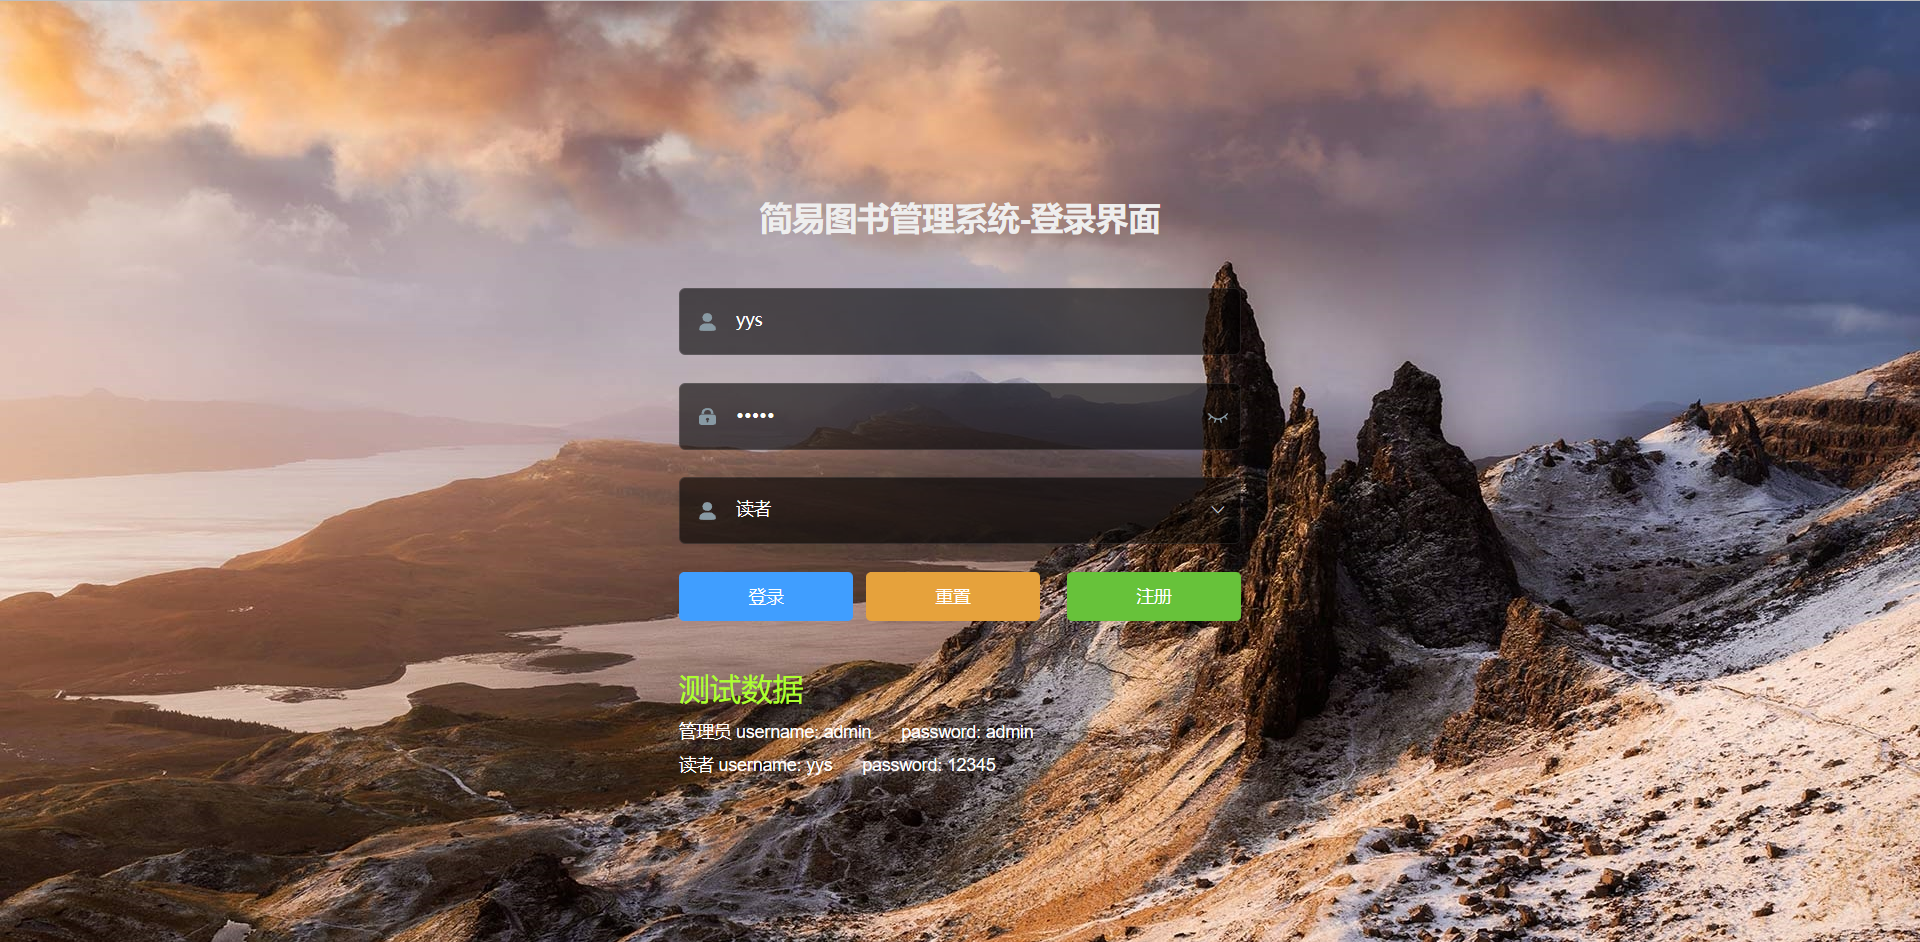 简易图书管理系统-登录界面
yys
•••••
读者
登录 重置 注册
测试数据
管理员 username: admin password: admin
读者 username: yys password: 12345